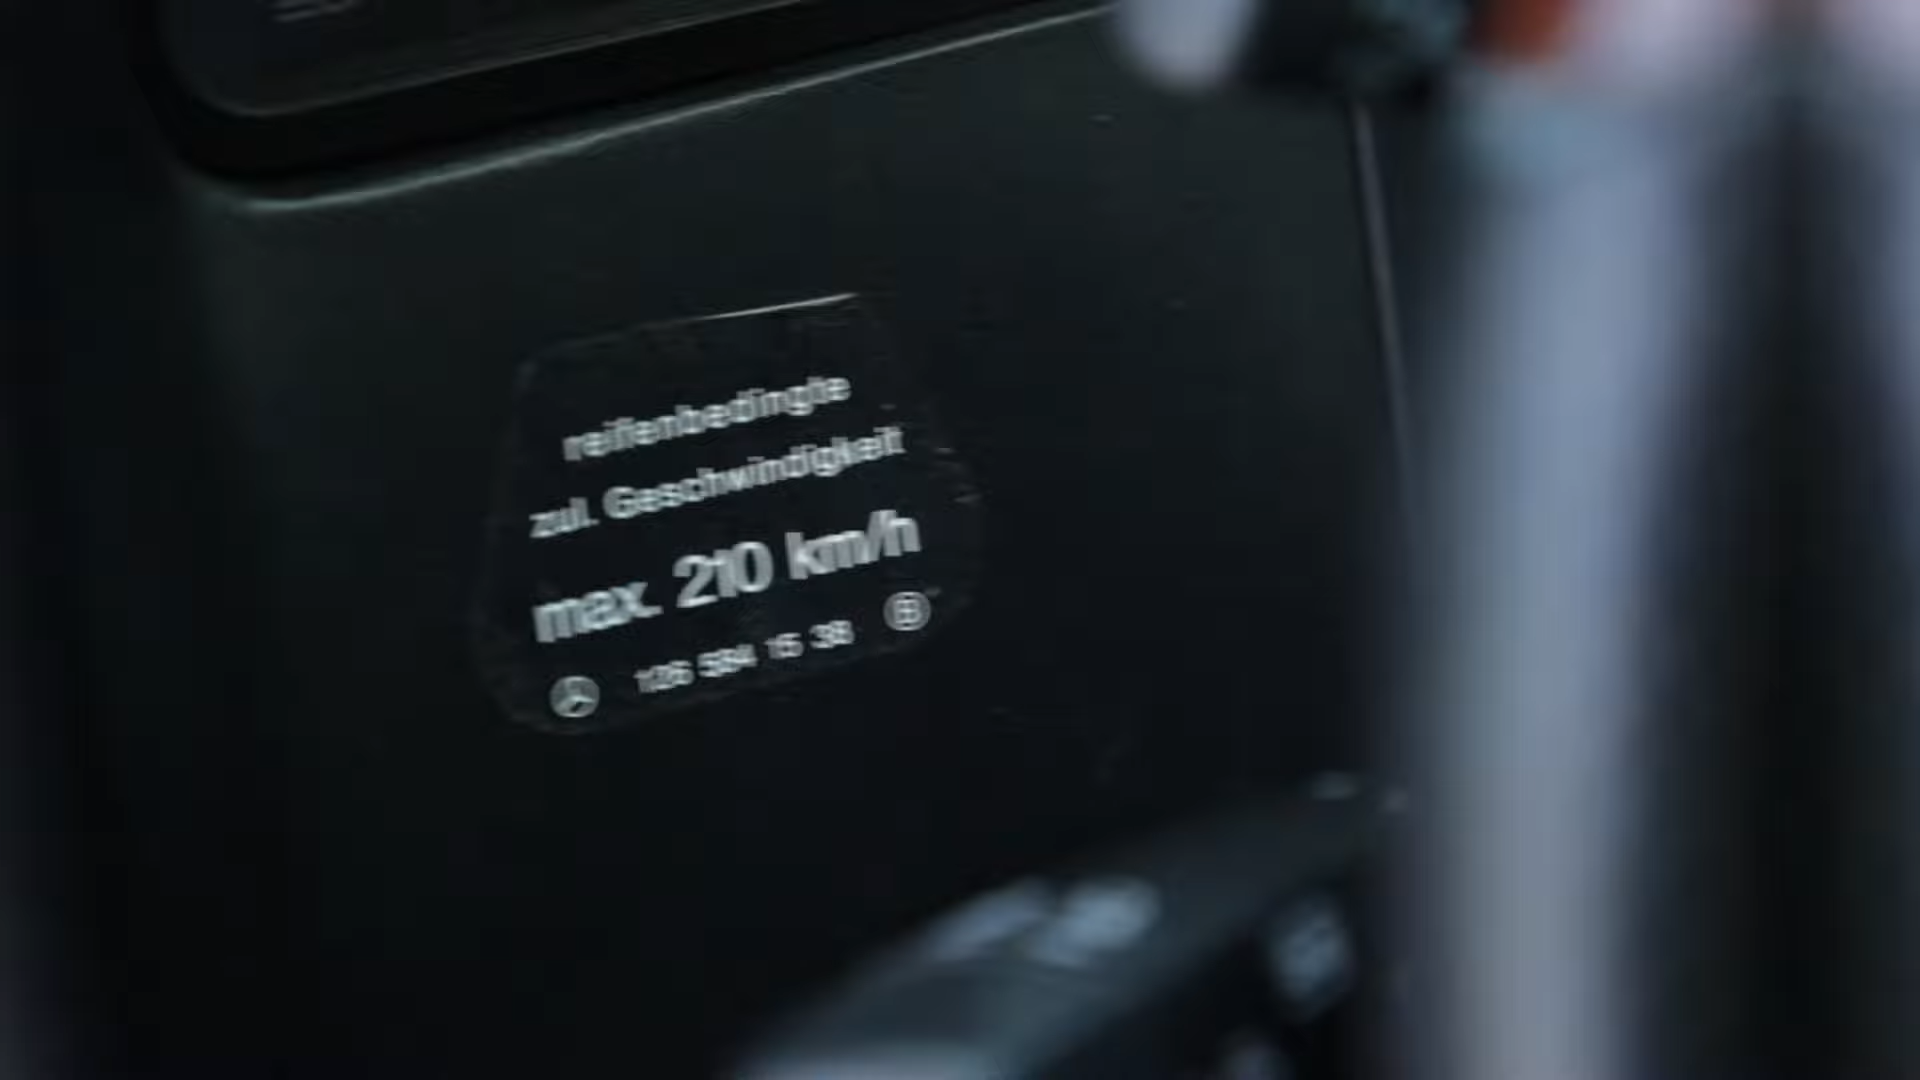 reifenbedingte
zul. Geschwindigkeit
max. 210 km/h
126 584 15 38